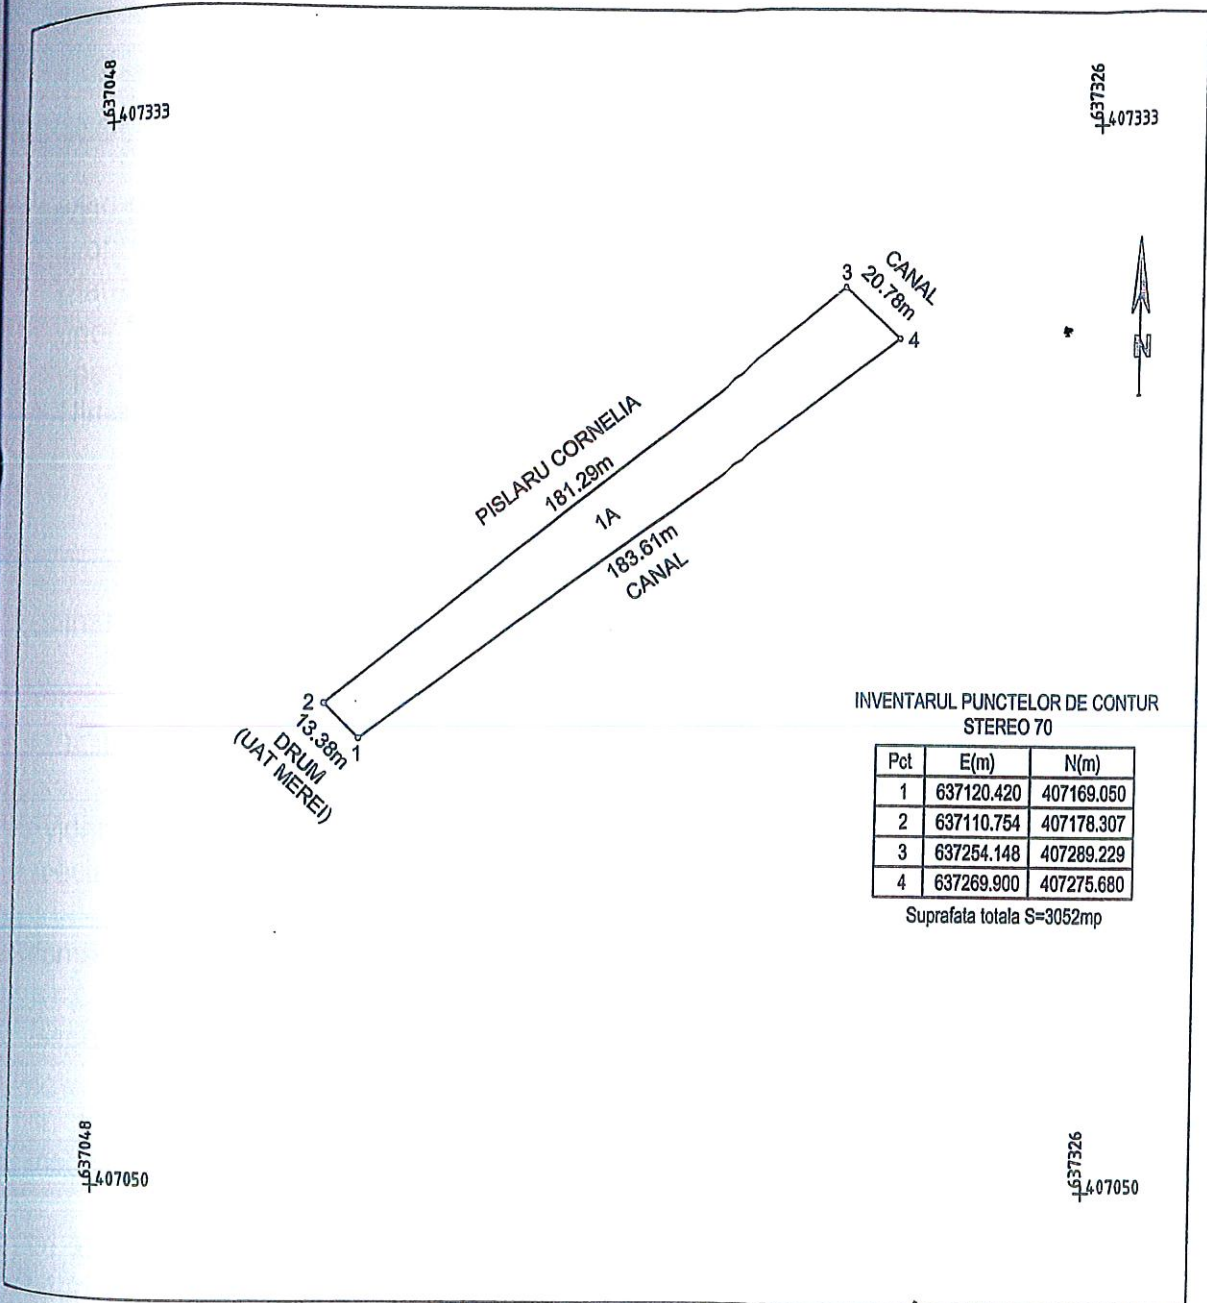 637048
407333
637326
407333
3
CANAL
20.78m
4
N
PISLARU CORNELIA
181.29m
1A
183.61m
CANAL
2
13.38m
1
DRUM
(UAT MEREI)
INVENTARUL PUNCTELOR DE CONTUR
STEREO 70
Pct E(m) N(m)
1 637120.420 407169.050
2 637110.754 407178.307
3 637254.148 407289.229
4 637269.900 407275.680
Suprafata totala S=3052mp
637048
407050
637326
407050